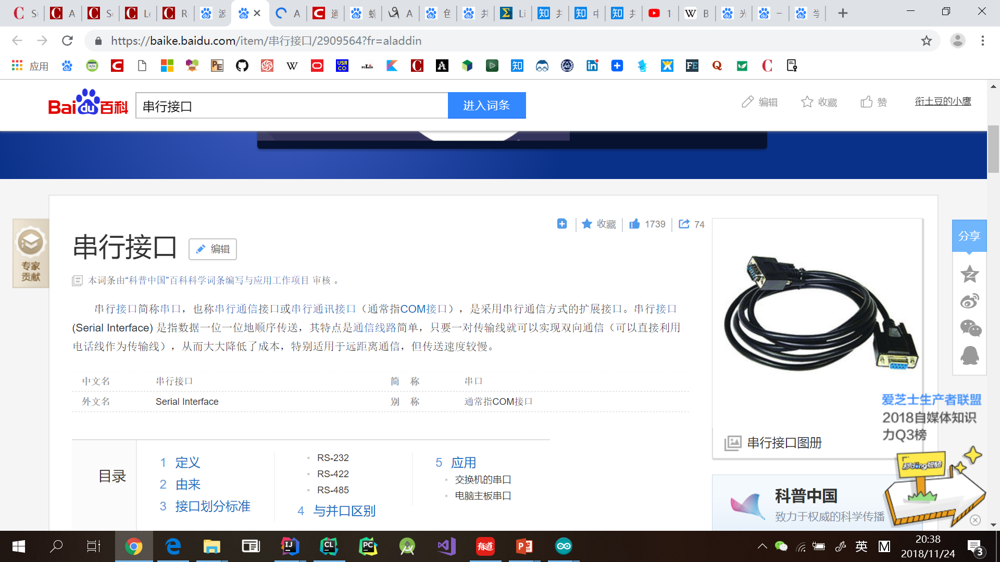 https://baike.baidu.com/item/串行接口/2909564?fr=aladdin
应用
Baidu百科
串行接口
进入词条
编辑
收藏
赞
衔土豆的小鹰
收藏
1739
74
专家
贡献
串行接口
编辑
本词条由“科普中国”百科科学词条编写与应用工作项目 审核 。
串行接口简称串口，也称串行通信接口或串行通讯接口（通常指COM接口），是采用串行通信方式的扩展接口。串行接口
(Serial Interface) 是指数据一位一位地顺序传送，其特点是通信线路简单，只要一对传输线就可以实现双向通信（可以直接利用
电话线作为传输线），从而大大降低了成本，特别适用于远距离通信，但传送速度较慢。
中文名 串行接口 简 称 串口
外文名 Serial Interface 别 称 通常指COM接口
目录
1 定义
2 由来
3 接口划分标准
RS-232
RS-422
RS-485
4 与并口区别
5 应用
交换机的串口
电脑主板串口
串行接口图册
分享
爱芝士生产者联盟
2018自媒体知识
力Q3榜
科普中国
致力于权威的科学传播
英
20:38
2018/11/24
3